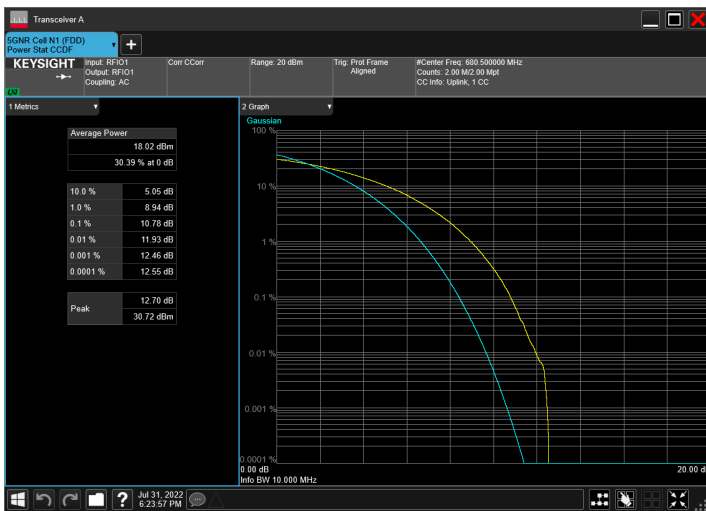 Transceiver A
5GNR Cell N1 (FDD)
Power Stat CCDF
KEYSIGHT
LXI
Input: RFIO1
Output: RFIO1
Coupling: AC
Corr CCorr
Range: 20 dBm
Trig: Prot Frame
Aligned
#Center Freq: 680.500000 MHz
Counts: 2.00 M/2.00 Mpt
CC Info: Uplink, 1 CC
1 Metrics
Average Power
18.02 dBm
30.39 % at 0 dB
10.0 % 5.05 dB
1.0 % 8.94 dB
0.1 % 10.78 dB
0.01 % 11.93 dB
0.001 % 12.46 dB
0.0001 % 12.55 dB
Peak
12.70 dB
30.72 dBm
2 Graph
Gaussian
100 %
10 %
1 %
0.1 %
0.01 %
0.001 %
0.0001 %
0.00 dB
20.00 d
Info BW 10.000 MHz
Jul 31, 2022
6:23:57 PM